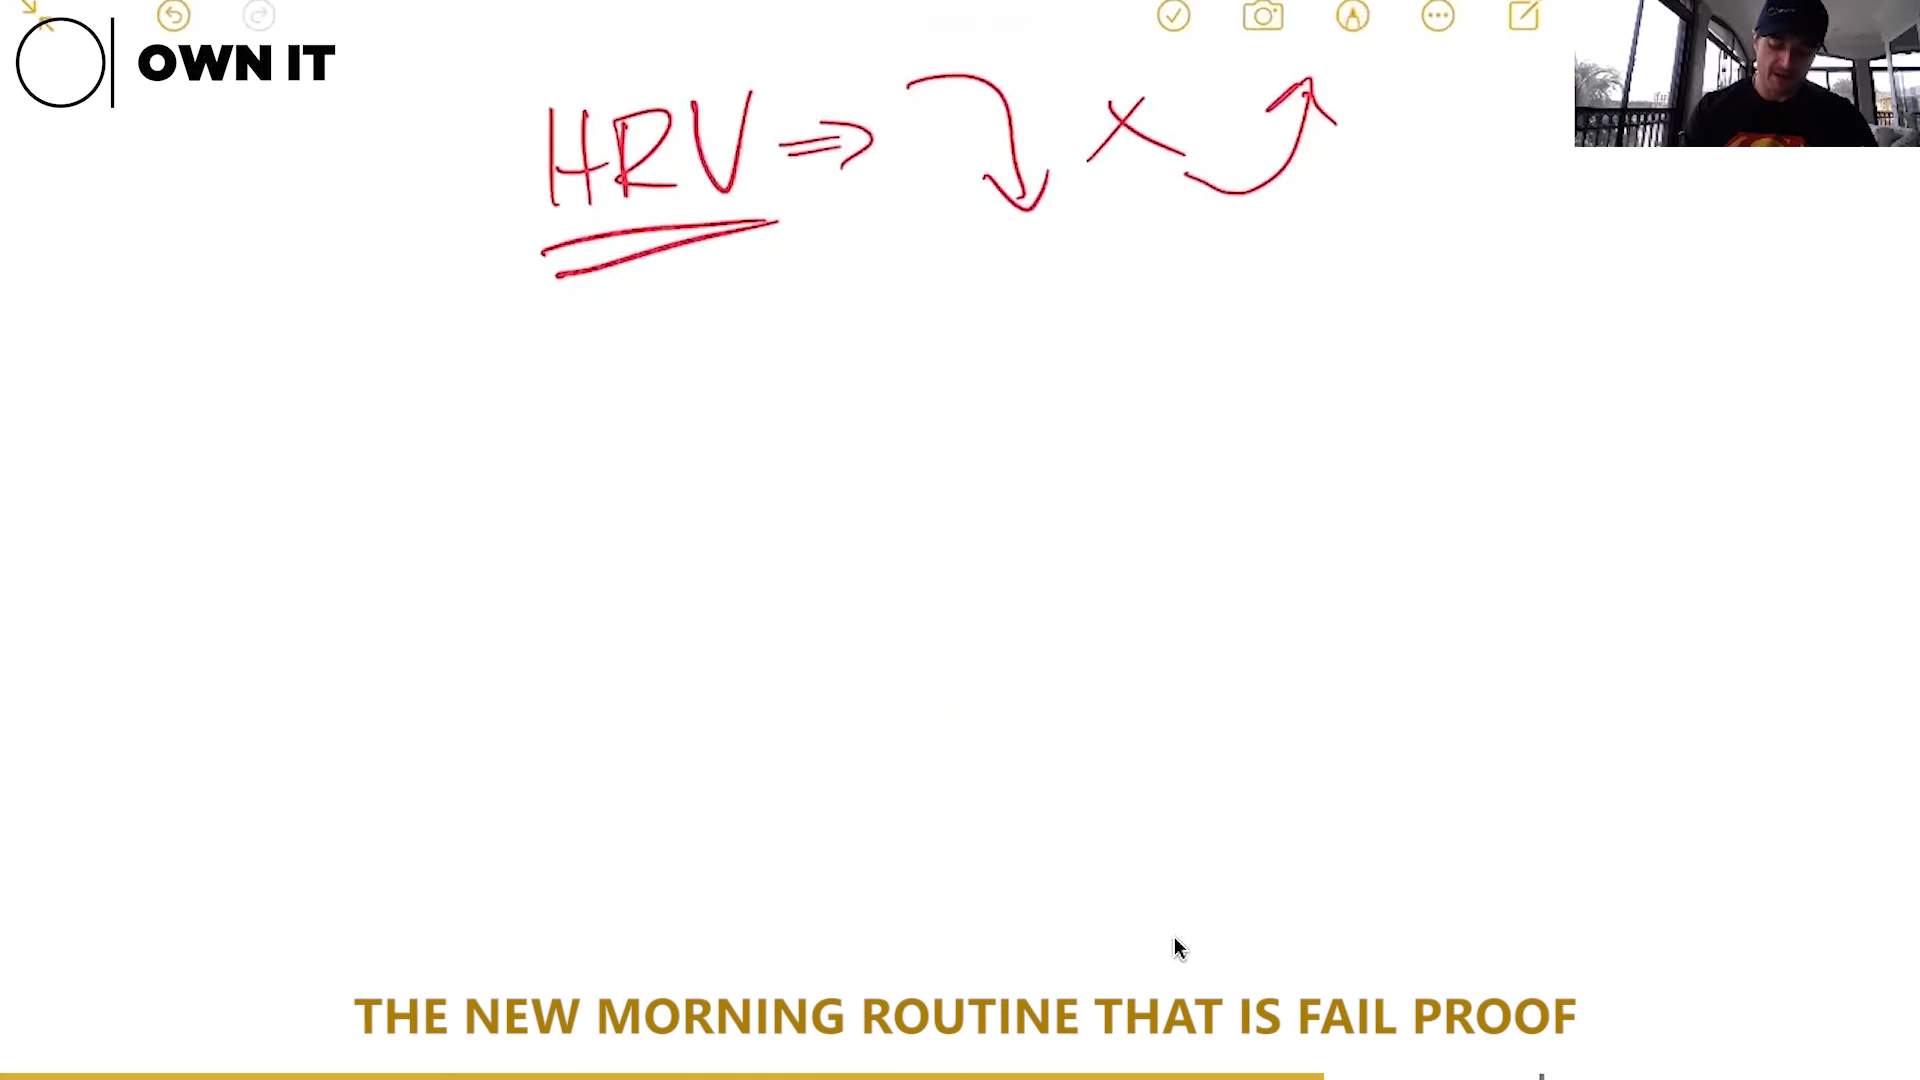 OWN IT
HRV
THE NEW MORNING ROUTINE THAT IS FAIL PROOF